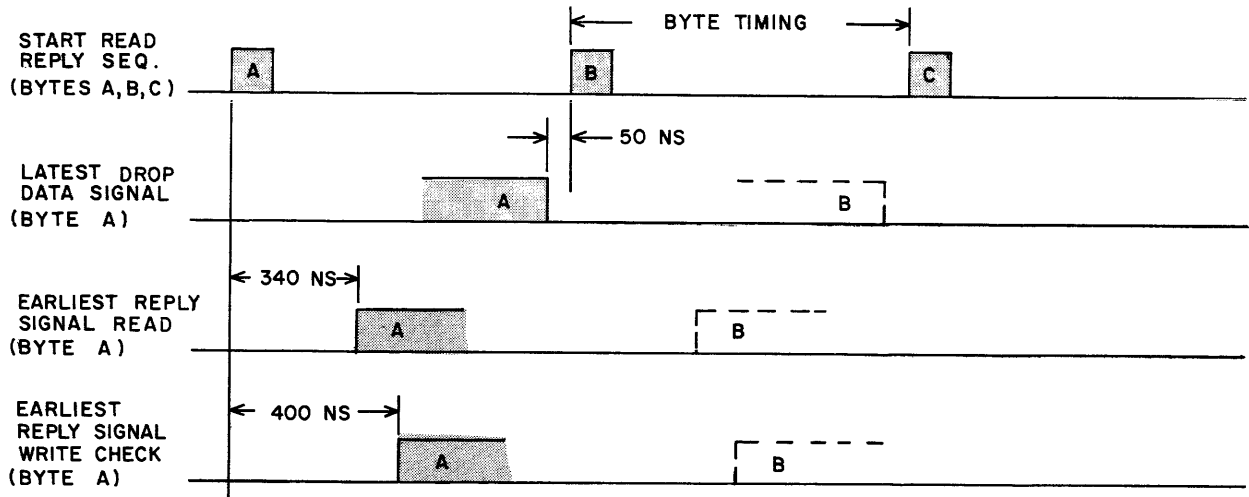 BYTE TIMING
START READ
REPLY SEQ.
(BYTES A,B,C)
A
B
C
50 NS
LATEST DROP
DATA SIGNAL
(BYTE A)
A
B
340 NS
EARLIEST REPLY
SIGNAL READ
(BYTE A)
A
B
400 NS
EARLIEST
REPLY SIGNAL
WRITE CHECK
(BYTE A)
A
B